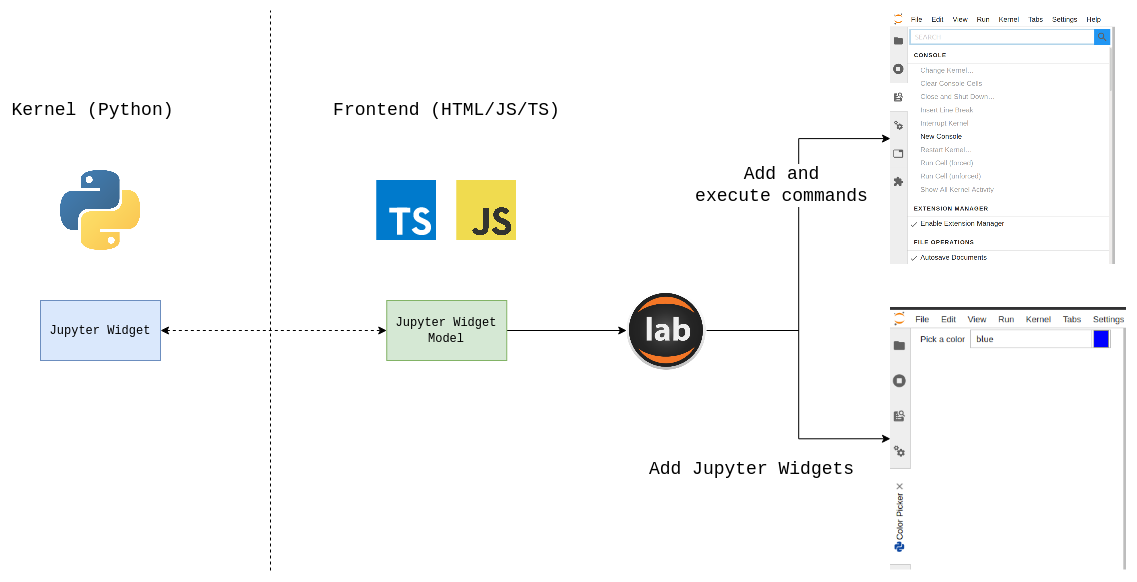 Kernel (Python)
Frontend (HTML/JS/TS)
TS
JS
Jupyter Widget
Jupyter Widget
Model
lab
Add and
execute commands
Add Jupyter Widgets
File Edit View Run Kernel Tabs Settings Help
SEARCH
CONSOLE
Change Kernel...
Clear Console Cells
Close and Shut Down...
Insert Line Break
Interrupt Kernel
New Console
Restart Kernel...
Run Cell (forced)
Run Cell (unforced)
Show All Kernel Activity
EXTENSION MANAGER
Enable Extension Manager
FILE OPERATIONS
Autosave Documents
File Edit View Run Kernel Tabs Settings
Pick a color blue
Color Picker